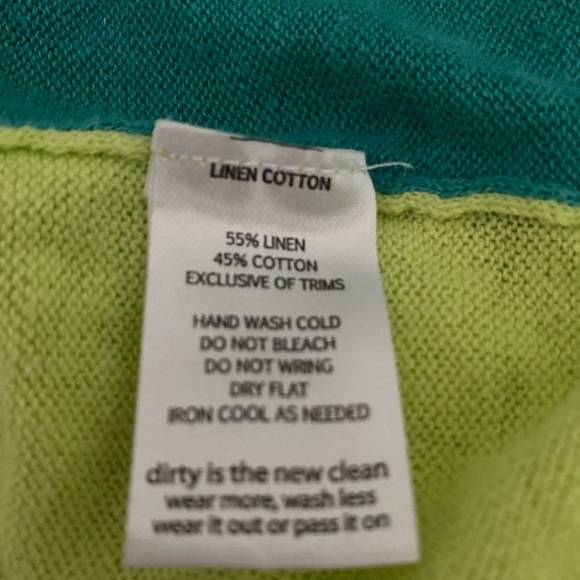 LINEN COTTON
55% LINEN
45% COTTON
EXCLUSIVE OF TRIMS
HAND WASH COLD
DO NOT BLEACH
DO NOT WRING
DRY FLAT
IRON COOL AS NEEDED
dirty is the new clean
wear more, wash less
wear it out or pass it on